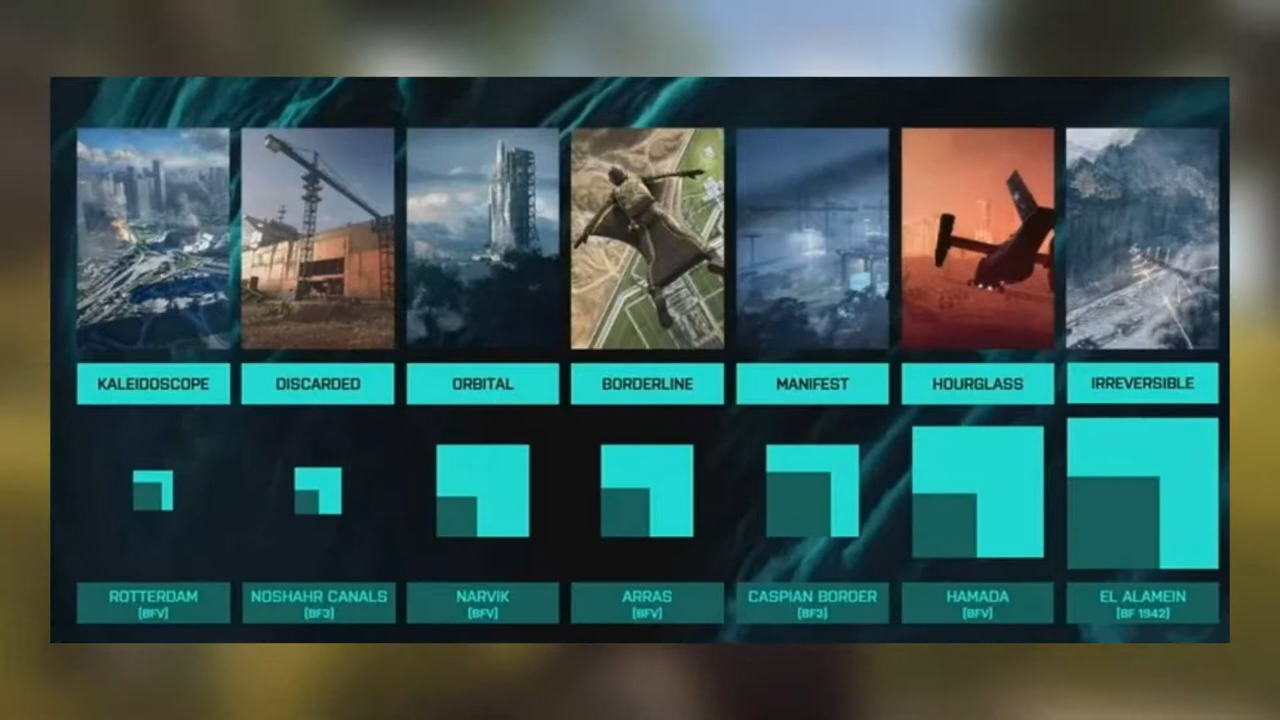 KALEIDOSCOPE DISCARDED ORBITAL BORDERLINE MANIFEST HOURGLASS IRREVERSIBLE
ROTTERDAM NOSHAHR CANALS NARVIK ARRAS CASPIAN BORDER HAMADA EL ALAMEIN
[BFV] [BF3] [BFV] [BFV] [BF3] [BFV] [BF 1942]